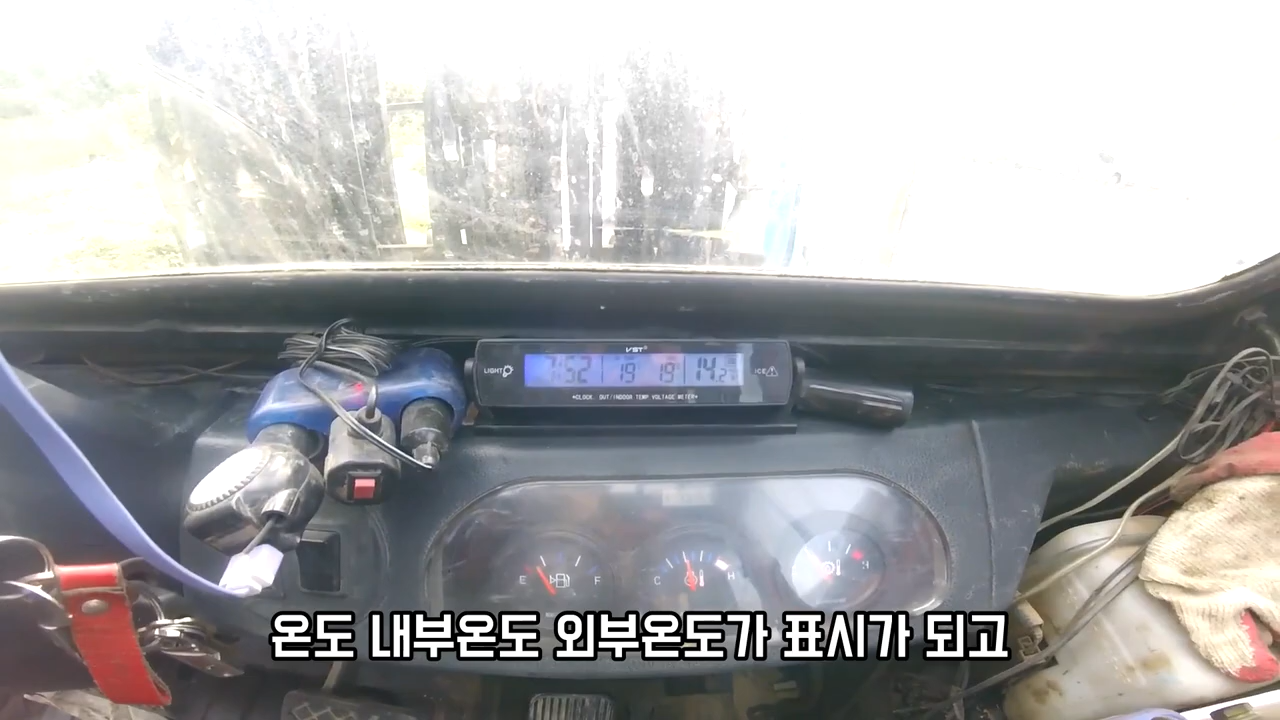 VST
LIGHT
7:52 19 19 14.27
ICE
*CLOCK. OUT/INDOOR TEMP. VOLTAGE METER*
E F C H L H
온도 내부온도 외부온도가 표시가 되고